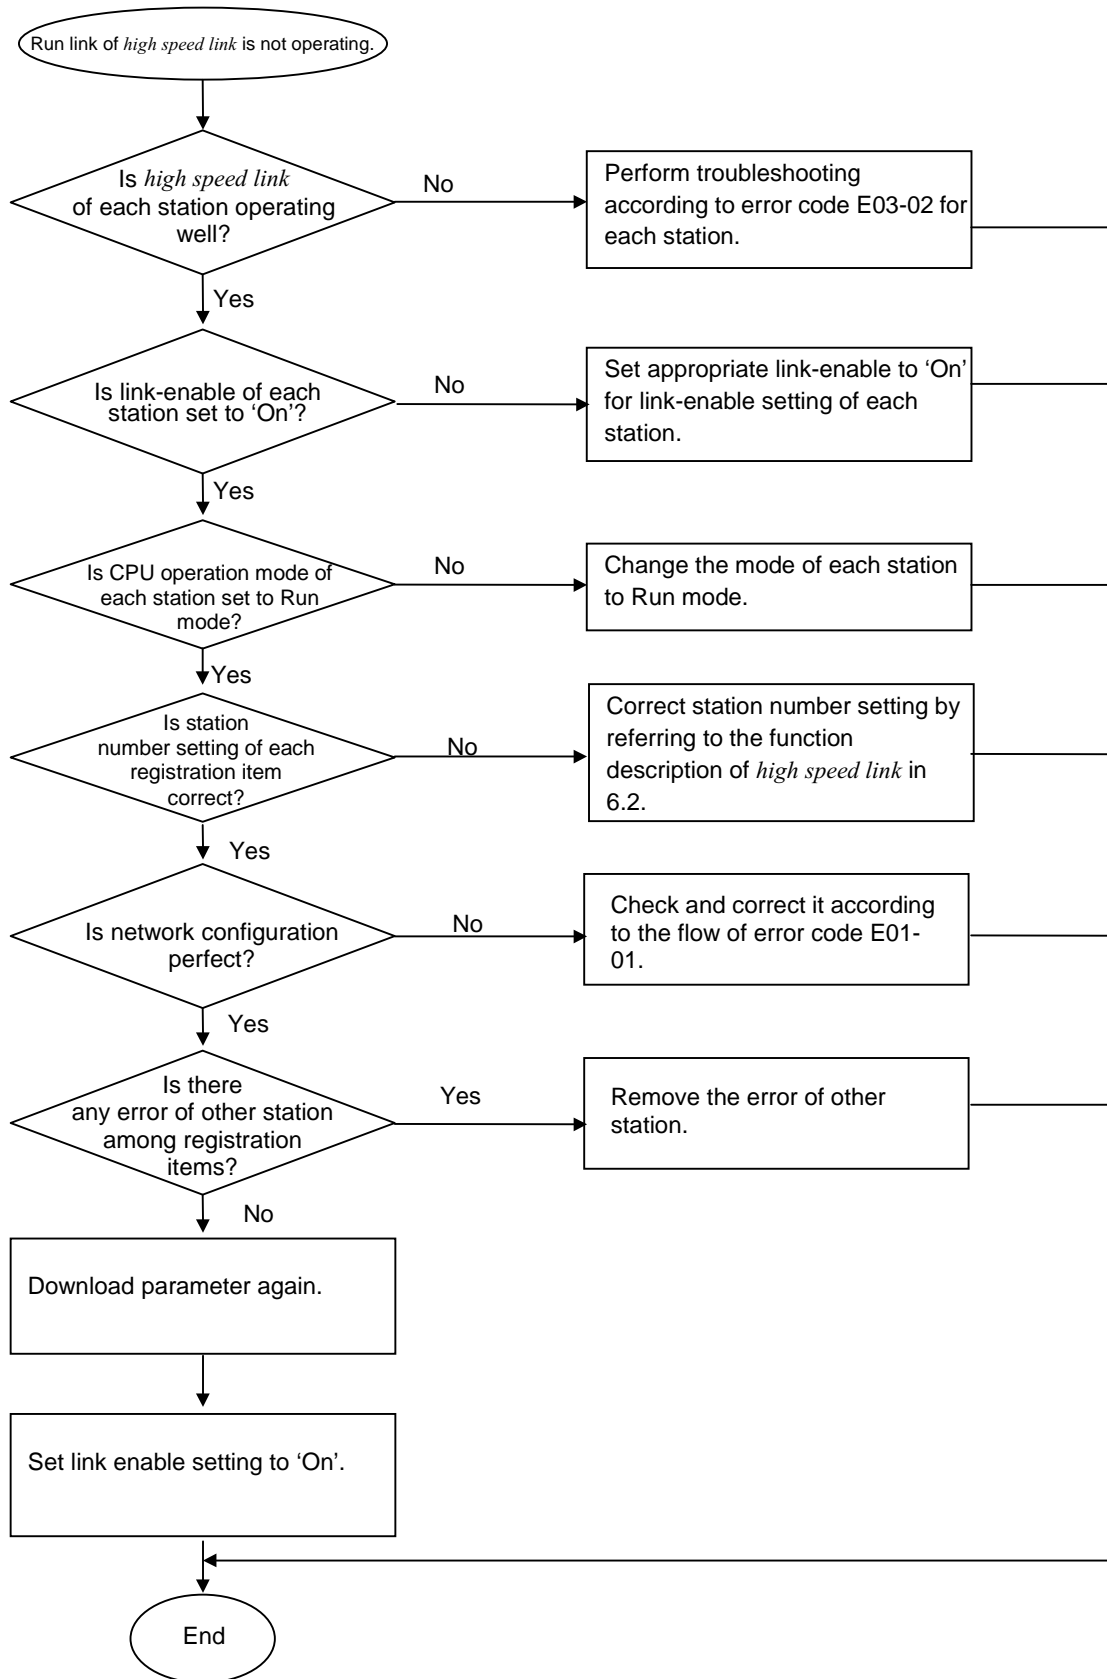 Run link of high speed link is not operating.
Is high speed link
of each station operating
well?
No
Perform troubleshooting
according to error code E03-02 for
each station.
Yes
Is link-enable of each
station set to ‘On’?
No
Set appropriate link-enable to ‘On’
for link-enable setting of each
station.
Yes
Is CPU operation mode of
each station set to Run
mode?
No
Change the mode of each station
to Run mode.
Yes
Is station
number setting of each
registration item
correct?
No
Correct station number setting by
referring to the function
description of high speed link in
6.2.
Yes
Is network configuration
perfect?
No
Check and correct it according
to the flow of error code E01-
01.
Yes
Is there
any error of other station
among registration
items?
Yes
Remove the error of other
station.
No
Download parameter again.
Set link enable setting to ‘On’.
End